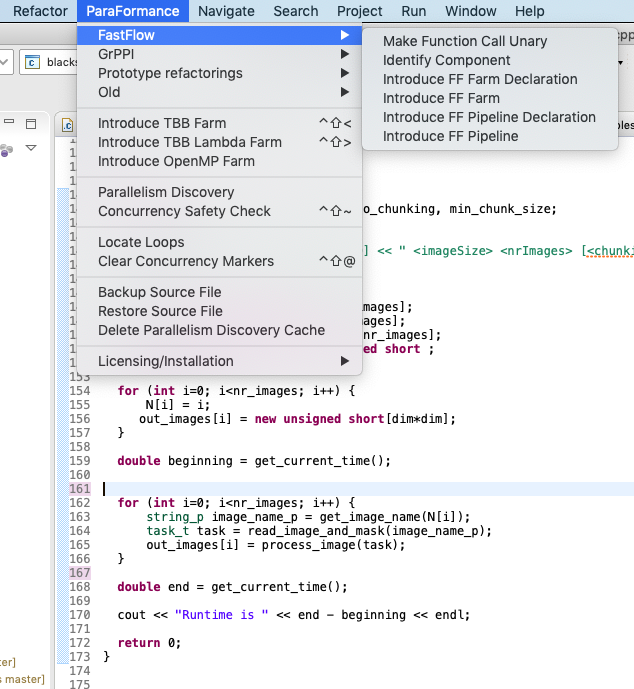 Refactor ParaFormance Navigate Search Project Run Window Help
FastFlow
GrPPI
Prototype refactorings
Old
Introduce TBB Farm ^⇧<
Introduce TBB Lambda Farm ^⇧>
Introduce OpenMP Farm
Parallelism Discovery
Concurrency Safety Check ^⇧~
Locate Loops
Clear Concurrency Markers ^⇧@
Backup Source File
Restore Source File
Delete Parallelism Discovery Cache
Licensing/Installation
Make Function Call Unary
Identify Component
Introduce FF Farm Declaration
Introduce FF Farm
Introduce FF Pipeline Declaration
Introduce FF Pipeline
cpp
blacks
les
o_chunking, min_chunk_size;
] << " <imageSize> <nrImages> [<chunki
mages];
ages];
nr_images];
ed short ;
153
154 for (int i=0; i<nr_images; i++) {
155 N[i] = i;
156 out_images[i] = new unsigned short[dim*dim];
157 }
158
159 double beginning = get_current_time();
160
161
162 for (int i=0; i<nr_images; i++) {
163 string_p image_name_p = get_image_name(N[i]);
164 task_t task = read_image_and_mask(image_name_p);
165 out_images[i] = process_image(task);
166 }
167
168 double end = get_current_time();
169
170 cout << "Runtime is " << end - beginning << endl;
171
172 return 0;
173 }
174
175
ter]
s master]